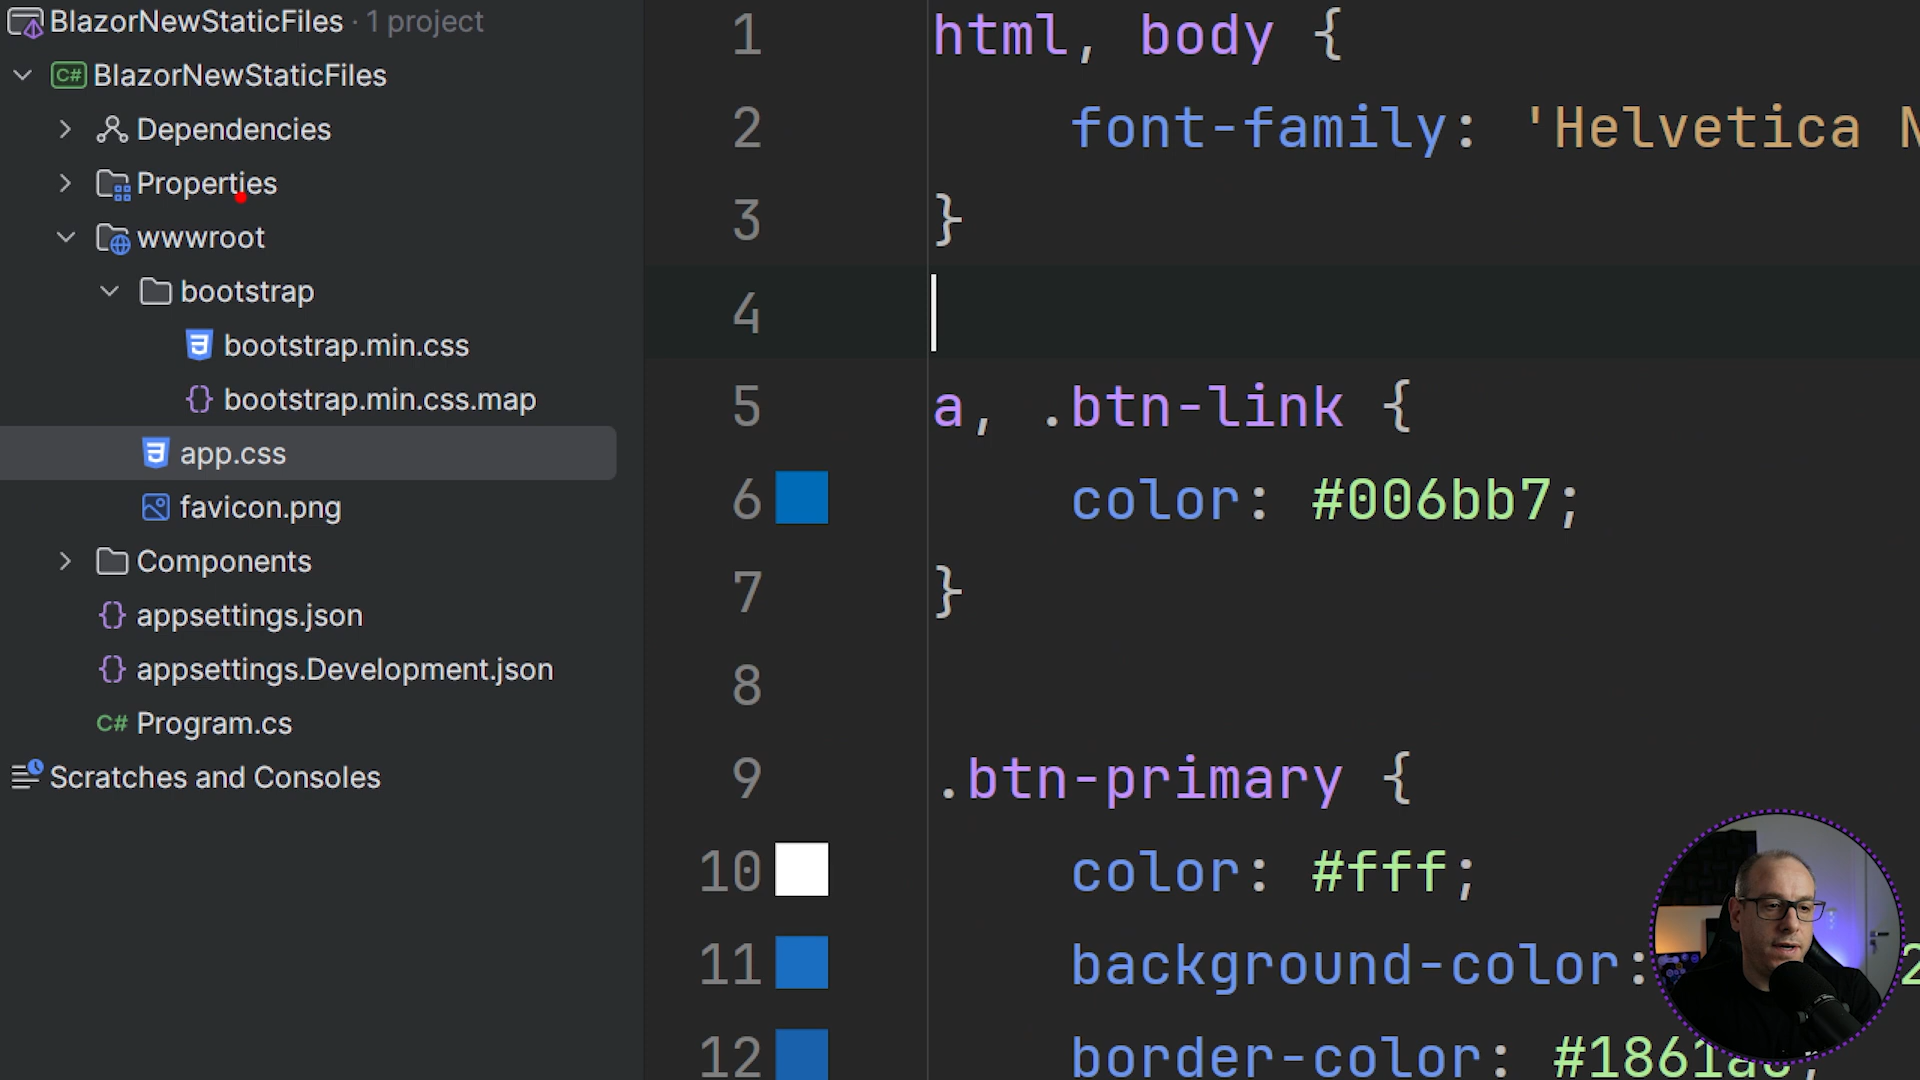 BlazorNewStaticFiles · 1 project
BlazorNewStaticFiles
Dependencies
Properties
wwwroot
bootstrap
bootstrap.min.css
bootstrap.min.css.map
app.css
favicon.png
Components
appsettings.json
appsettings.Development.json
C# Program.cs
Scratches and Consoles
1 html, body {
2 font-family: 'Helvetica N
3 }
4
5 a, .btn-link {
6 color: #006bb7;
7 }
8
9 .btn-primary {
10 color: #fff;
11 background-color:
12 border-color: #1861a